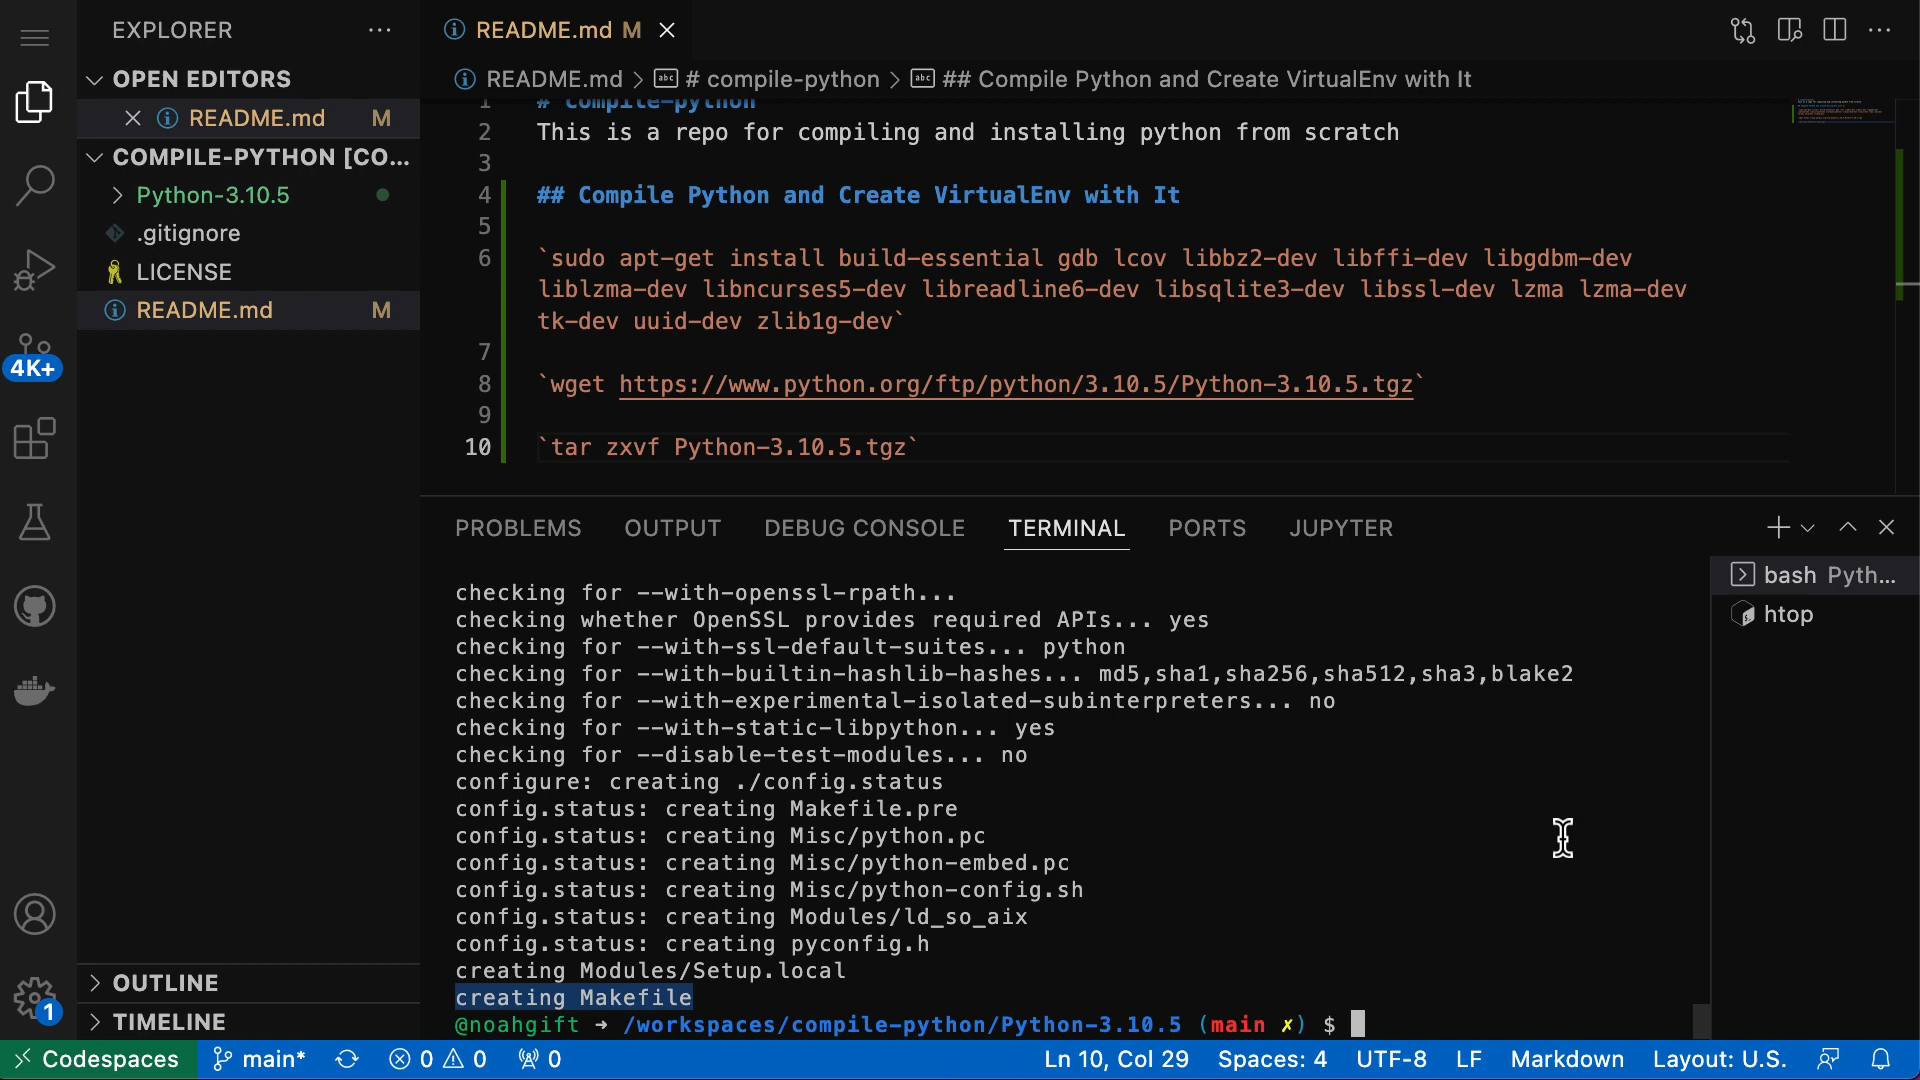 EXPLORER
README.md M
OPEN EDITORS
README.md > # compile-python > ## Compile Python and Create VirtualEnv with It
README.md M
COMPILE-PYTHON [CO...
Python-3.10.5
.gitignore
LICENSE
README.md M
4K+
1 # compile-python
2 This is a repo for compiling and installing python from scratch
3
4 ## Compile Python and Create VirtualEnv with It
5
6 `sudo apt-get install build-essential gdb lcov libbz2-dev libffi-dev libgdbm-dev
liblzma-dev libncurses5-dev libreadline6-dev libsqlite3-dev libssl-dev lzma lzma-dev
tk-dev uuid-dev zlib1g-dev`
7
8 `wget https://www.python.org/ftp/python/3.10.5/Python-3.10.5.tgz`
9
10 `tar zxvf Python-3.10.5.tgz`
PROBLEMS OUTPUT DEBUG CONSOLE TERMINAL PORTS JUPYTER
bash Pyth...
htop
checking for --with-openssl-rpath...
checking whether OpenSSL provides required APIs... yes
checking for --with-ssl-default-suites... python
checking for --with-builtin-hashlib-hashes... md5,sha1,sha256,sha512,sha3,blake2
checking for --with-experimental-isolated-subinterpreters... no
checking for --with-static-libpython... yes
checking for --disable-test-modules... no
configure: creating ./config.status
config.status: creating Makefile.pre
config.status: creating Misc/python.pc
config.status: creating Misc/python-embed.pc
config.status: creating Misc/python-config.sh
config.status: creating Modules/ld_so_aix
config.status: creating pyconfig.h
creating Modules/Setup.local
creating Makefile
@noahgift ➜ /workspaces/compile-python/Python-3.10.5 (main ✗) $
OUTLINE
TIMELINE
1
Codespaces main* 0 0 0 Ln 10, Col 29 Spaces: 4 UTF-8 LF Markdown Layout: U.S.